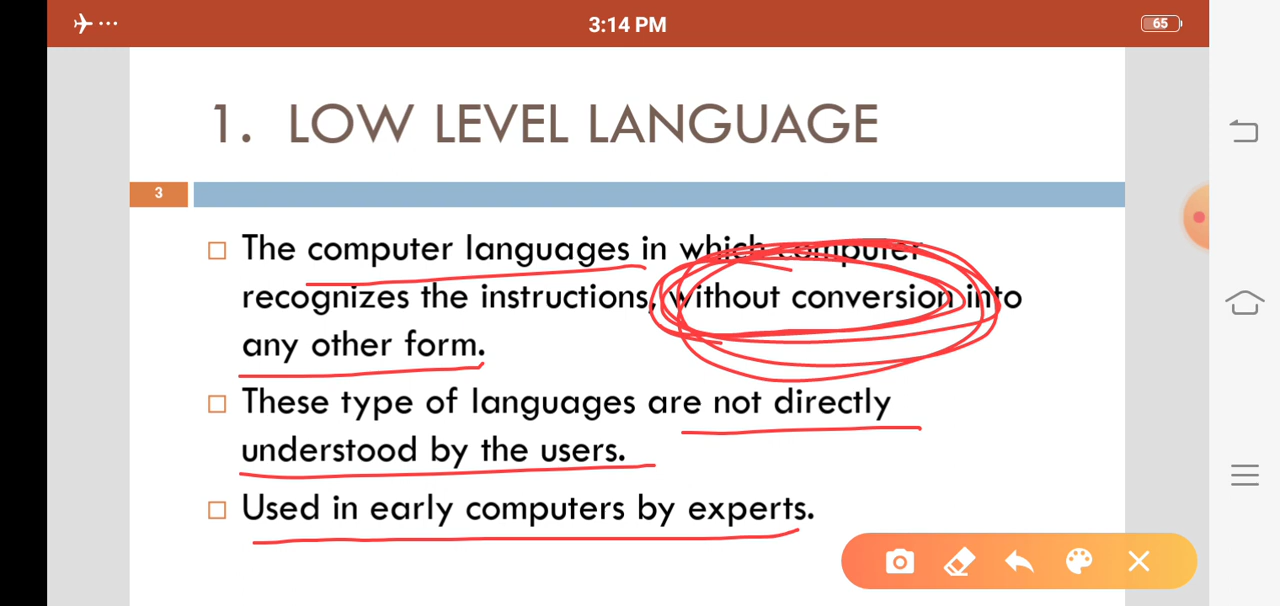 3:14 PM
65
1. LOW LEVEL LANGUAGE
3
The computer languages in which computer
recognizes the instructions, without conversion into
any other form.
These type of languages are not directly
understood by the users.
Used in early computers by experts.